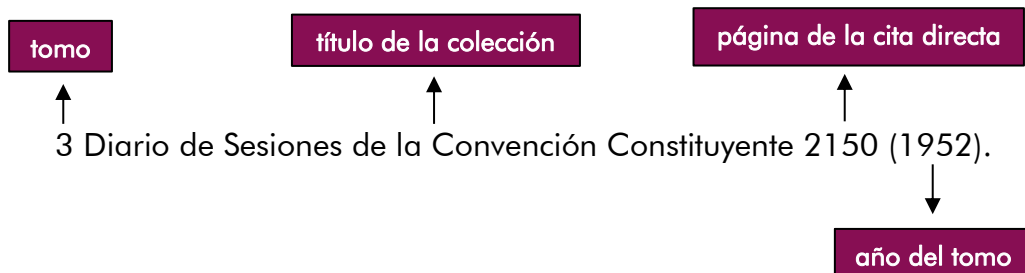 tomo
título de la colección
página de la cita directa
3 Diario de Sesiones de la Convención Constituyente 2150 (1952).
año del tomo